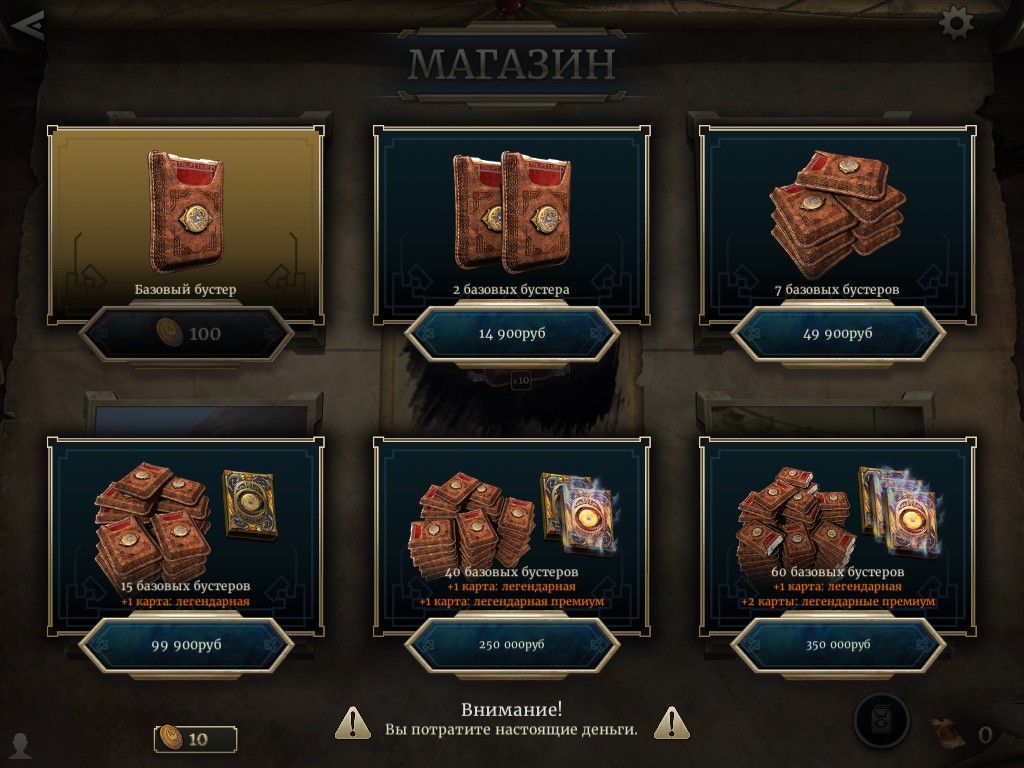 МАГАЗИН
Базовый бустер
100
2 базовых бустера
14 900руб
7 базовых бустеров
49 900руб
x10
15 базовых бустеров
+1 карта: легендарная
99 900руб
40 базовых бустеров
+1 карта: легендарная
+1 карта: легендарная премиум
250 000руб
60 базовых бустеров
+1 карта: легендарная
+2 карты: легендарные премиум
350 000руб
Внимание!
Вы потратите настоящие деньги.
10
0